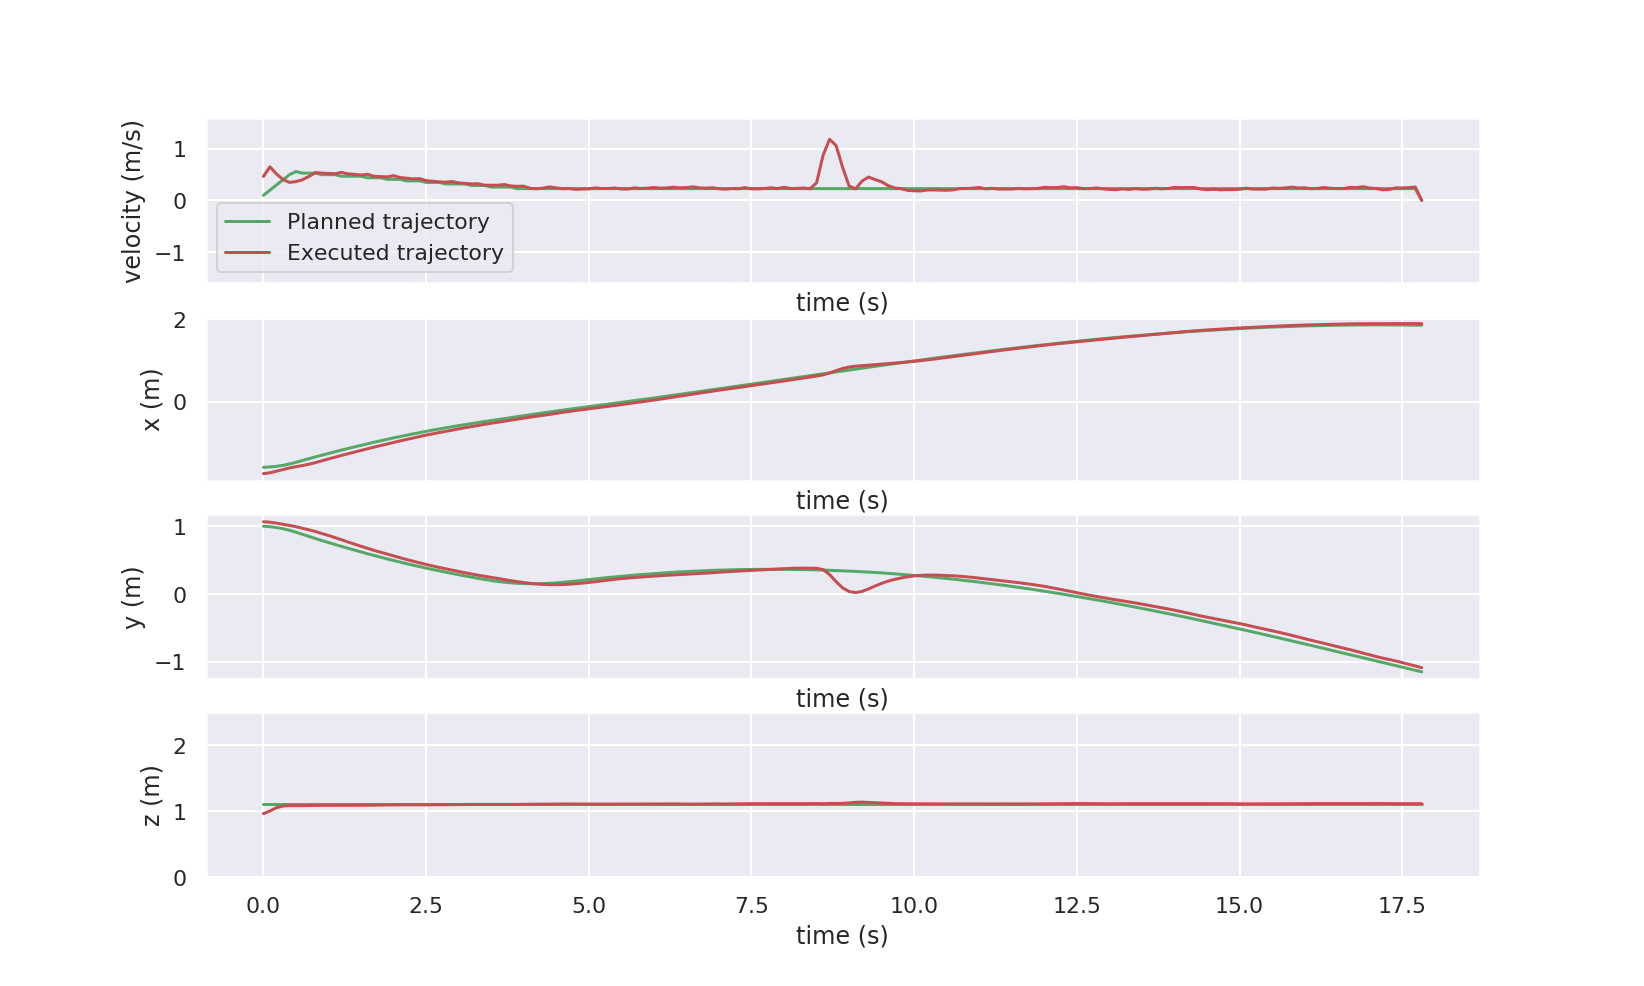 velocity (m/s)
1
0
−1
Planned trajectory
Executed trajectory
time (s)
x (m)
2
0
time (s)
y (m)
1
0
−1
time (s)
z (m)
2
1
0
0.0 2.5 5.0 7.5 10.0 12.5 15.0 17.5
time (s)